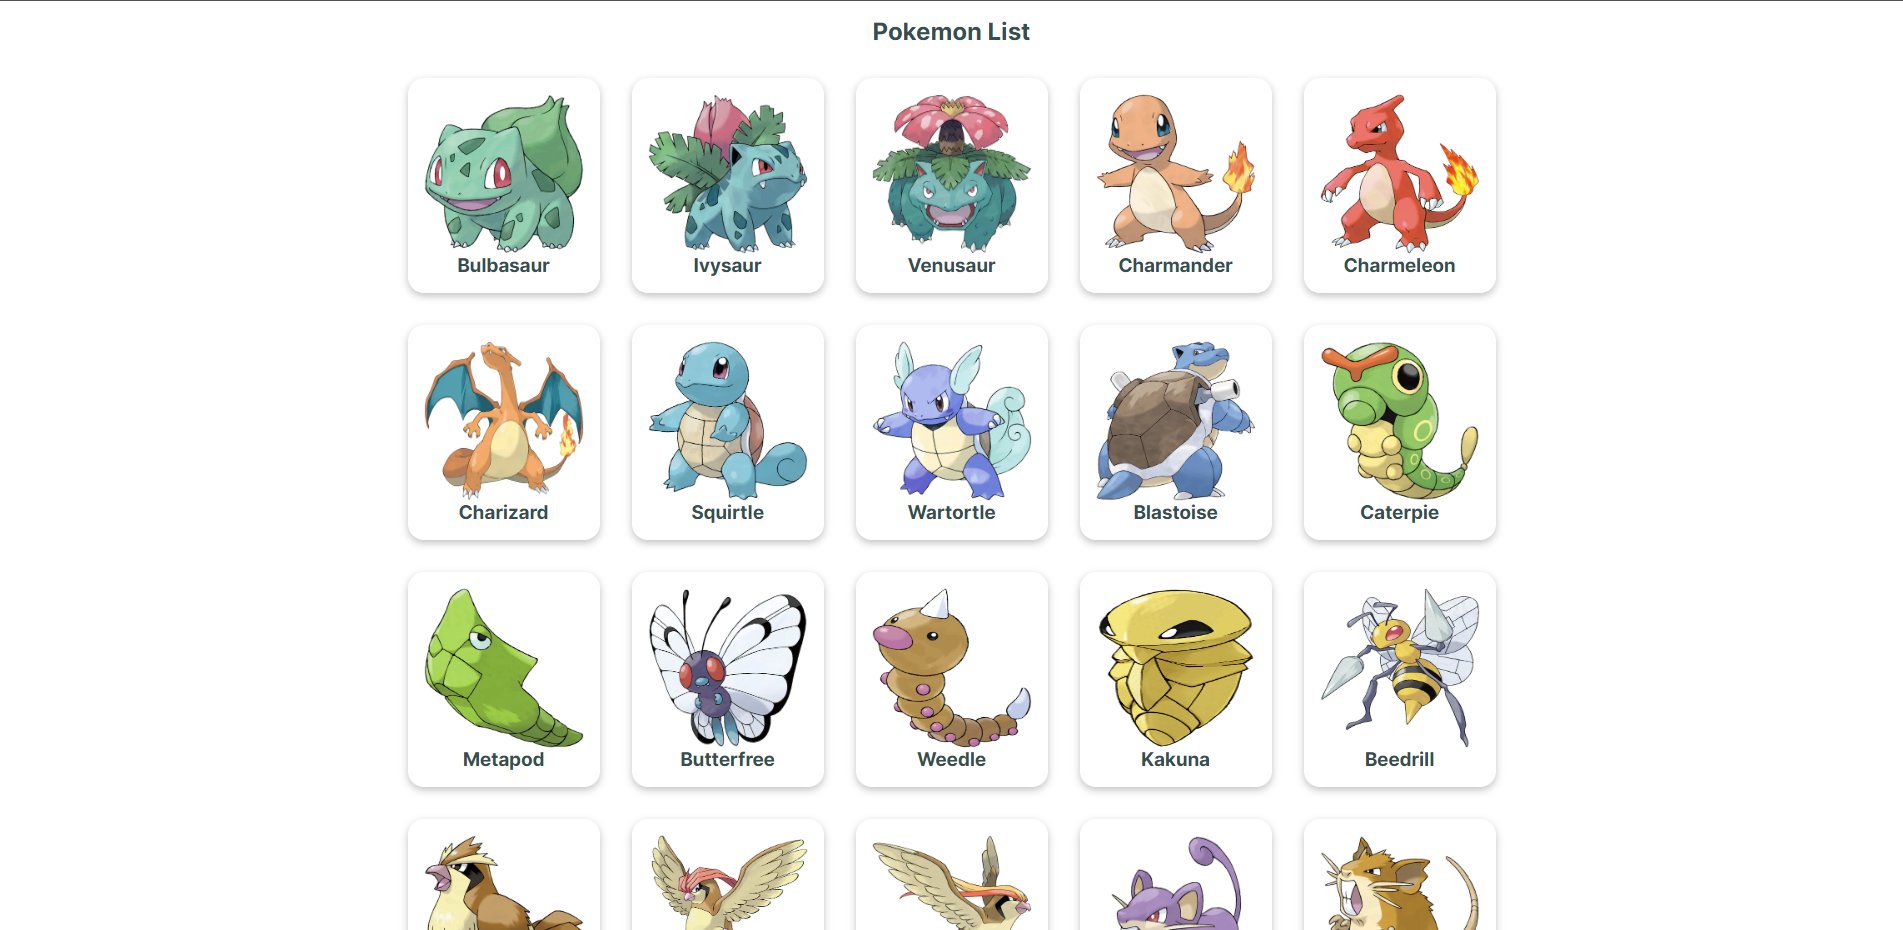 Pokemon List
Bulbasaur
Ivysaur
Venusaur
Charmander
Charmeleon
Charizard
Squirtle
Wartortle
Blastoise
Caterpie
Metapod
Butterfree
Weedle
Kakuna
Beedrill